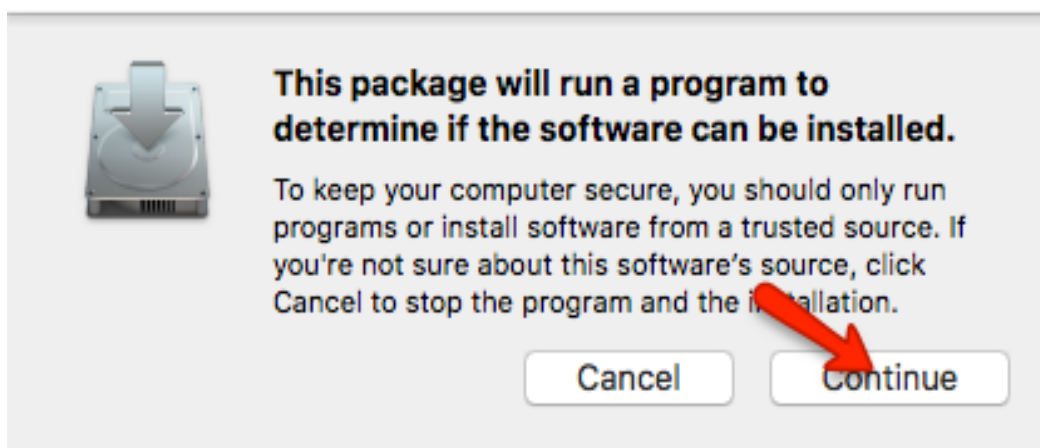 This package will run a program to
determine if the software can be installed.
To keep your computer secure, you should only run
programs or install software from a trusted source. If
you're not sure about this software’s source, click
Cancel to stop the program and the installation.
Cancel
Continue